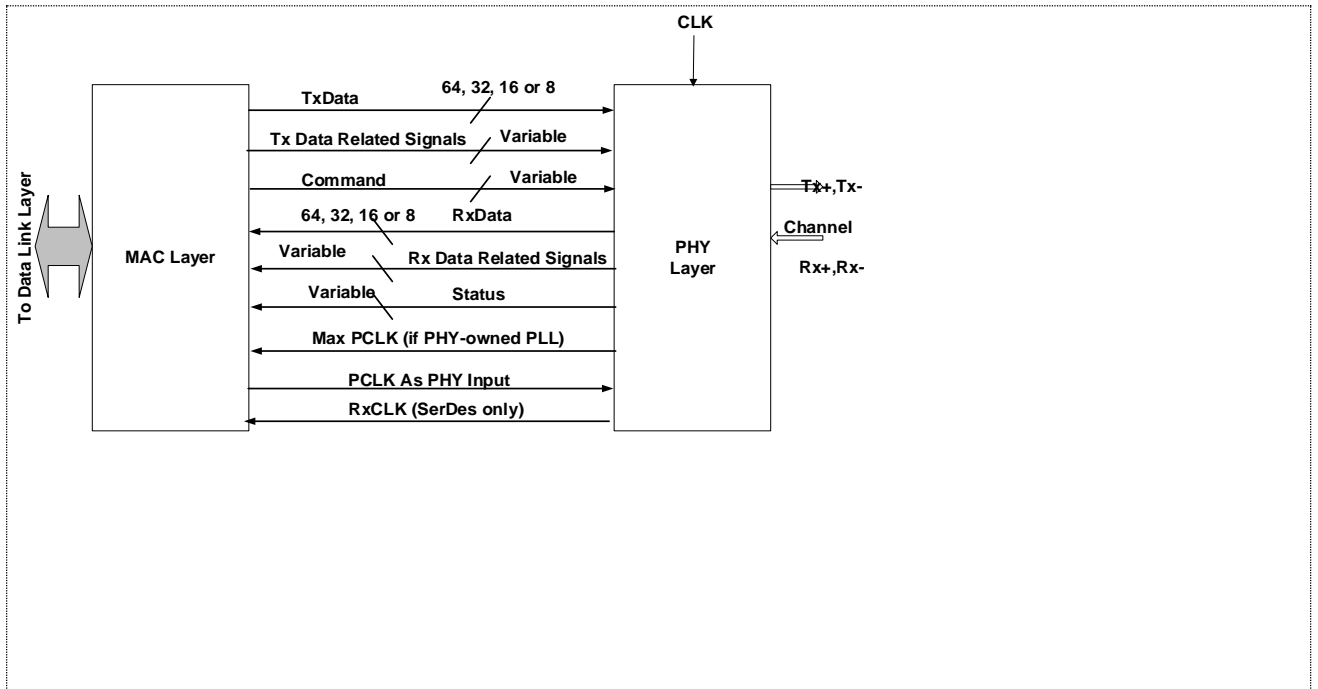 CLK
64, 32, 16 or 8
TxData
Tx Data Related Signals
Variable
Command
Variable
64, 32, 16 or 8
RxData
Variable
Rx Data Related Signals
Variable
Status
Max PCLK (if PHY-owned PLL)
PCLK As PHY Input
RxCLK (SerDes only)
To Data Link Layer
MAC Layer
PHY
Layer
Tx+,Tx-
Channel
Rx+,Rx-